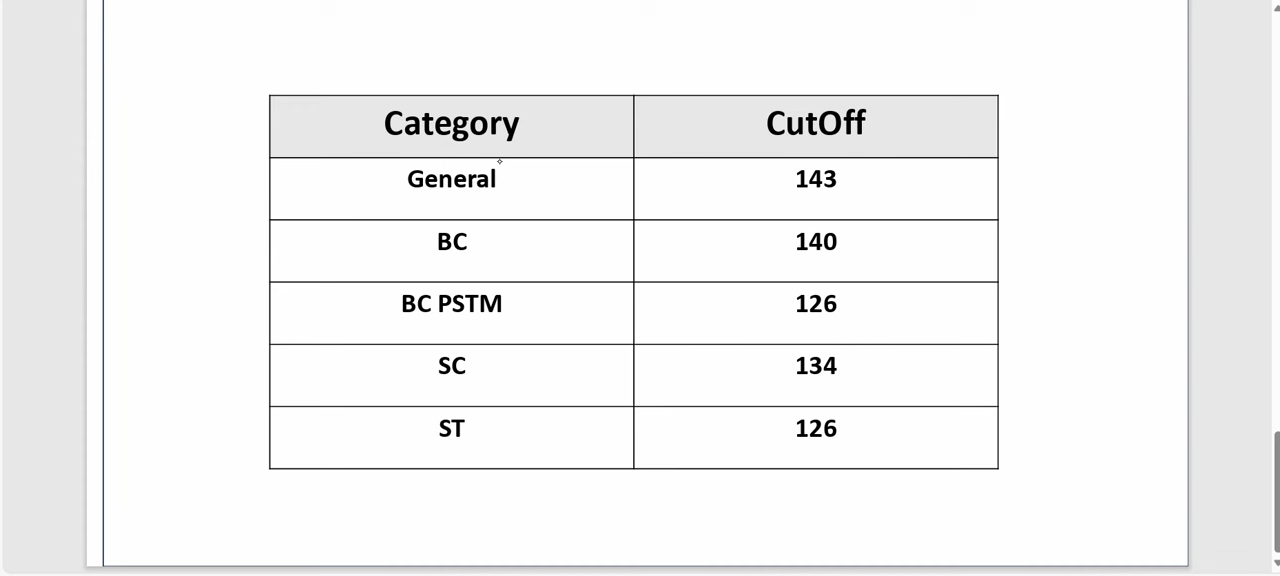 Category CutOff
General 143
BC 140
BC PSTM 126
SC 134
ST 126